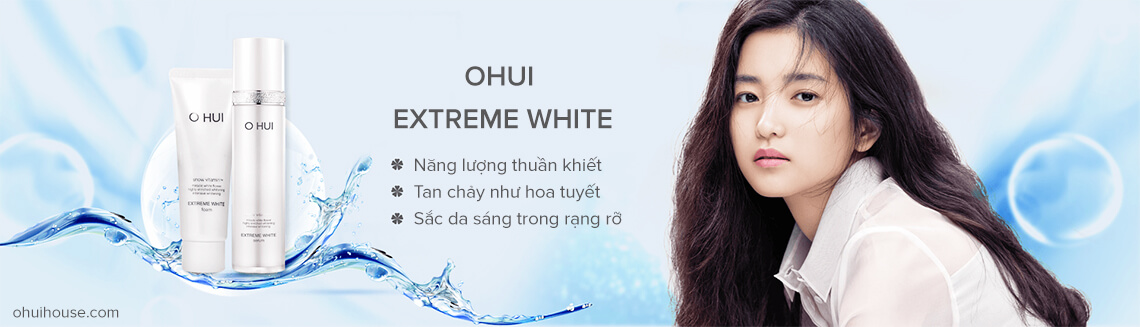 OHUI
EXTREME WHITE
Năng lượng thuần khiết
Tan chảy như hoa tuyết
Sắc da sáng trong rạng rỡ
O HUI
EXTREME WHITE
foam
O HUI
EXTREME WHITE
serum
ohuihouse.com